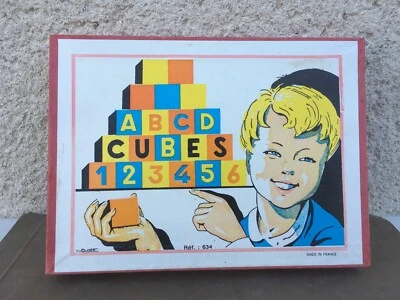 ABCD
CUBES
123456
Réf. : 634
MADE IN FRANCE